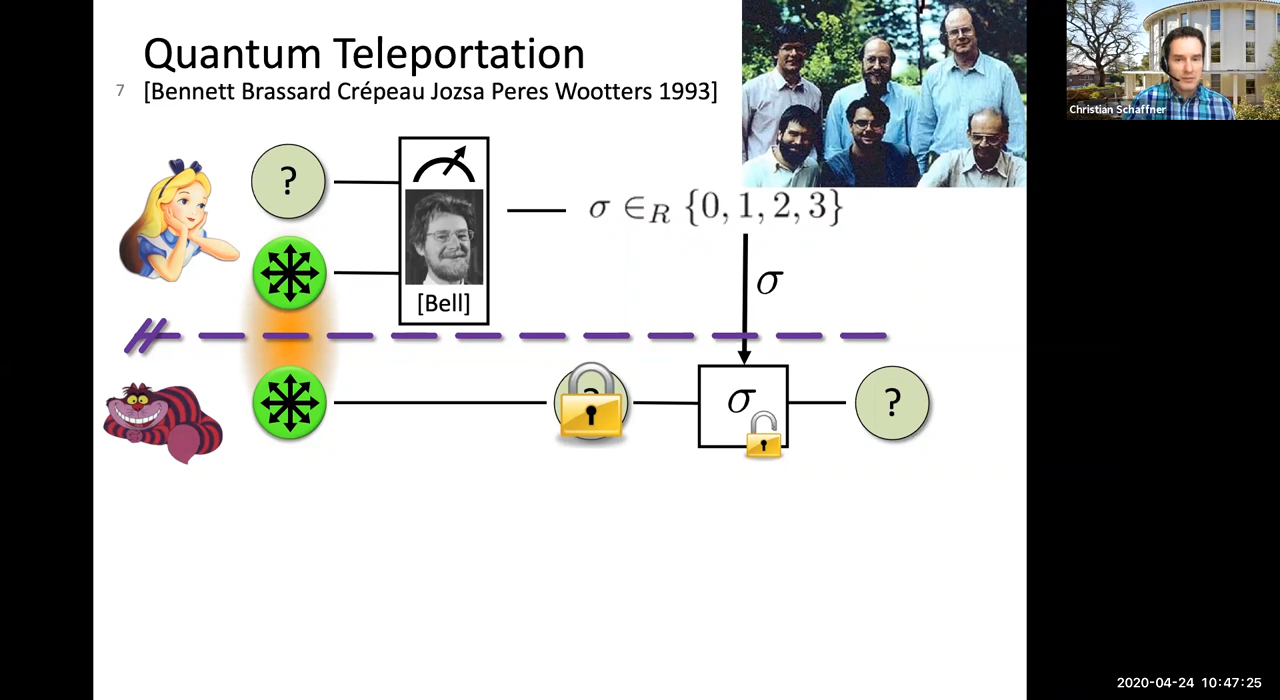 Quantum Teleportation
7
[Bennett Brassard Crépeau Jozsa Peres Wootters 1993]
Christian Schaffner
?
σ ∈R {0, 1, 2, 3}
[Bell]
σ
?
σ
?
2020-04-24 10:47:25